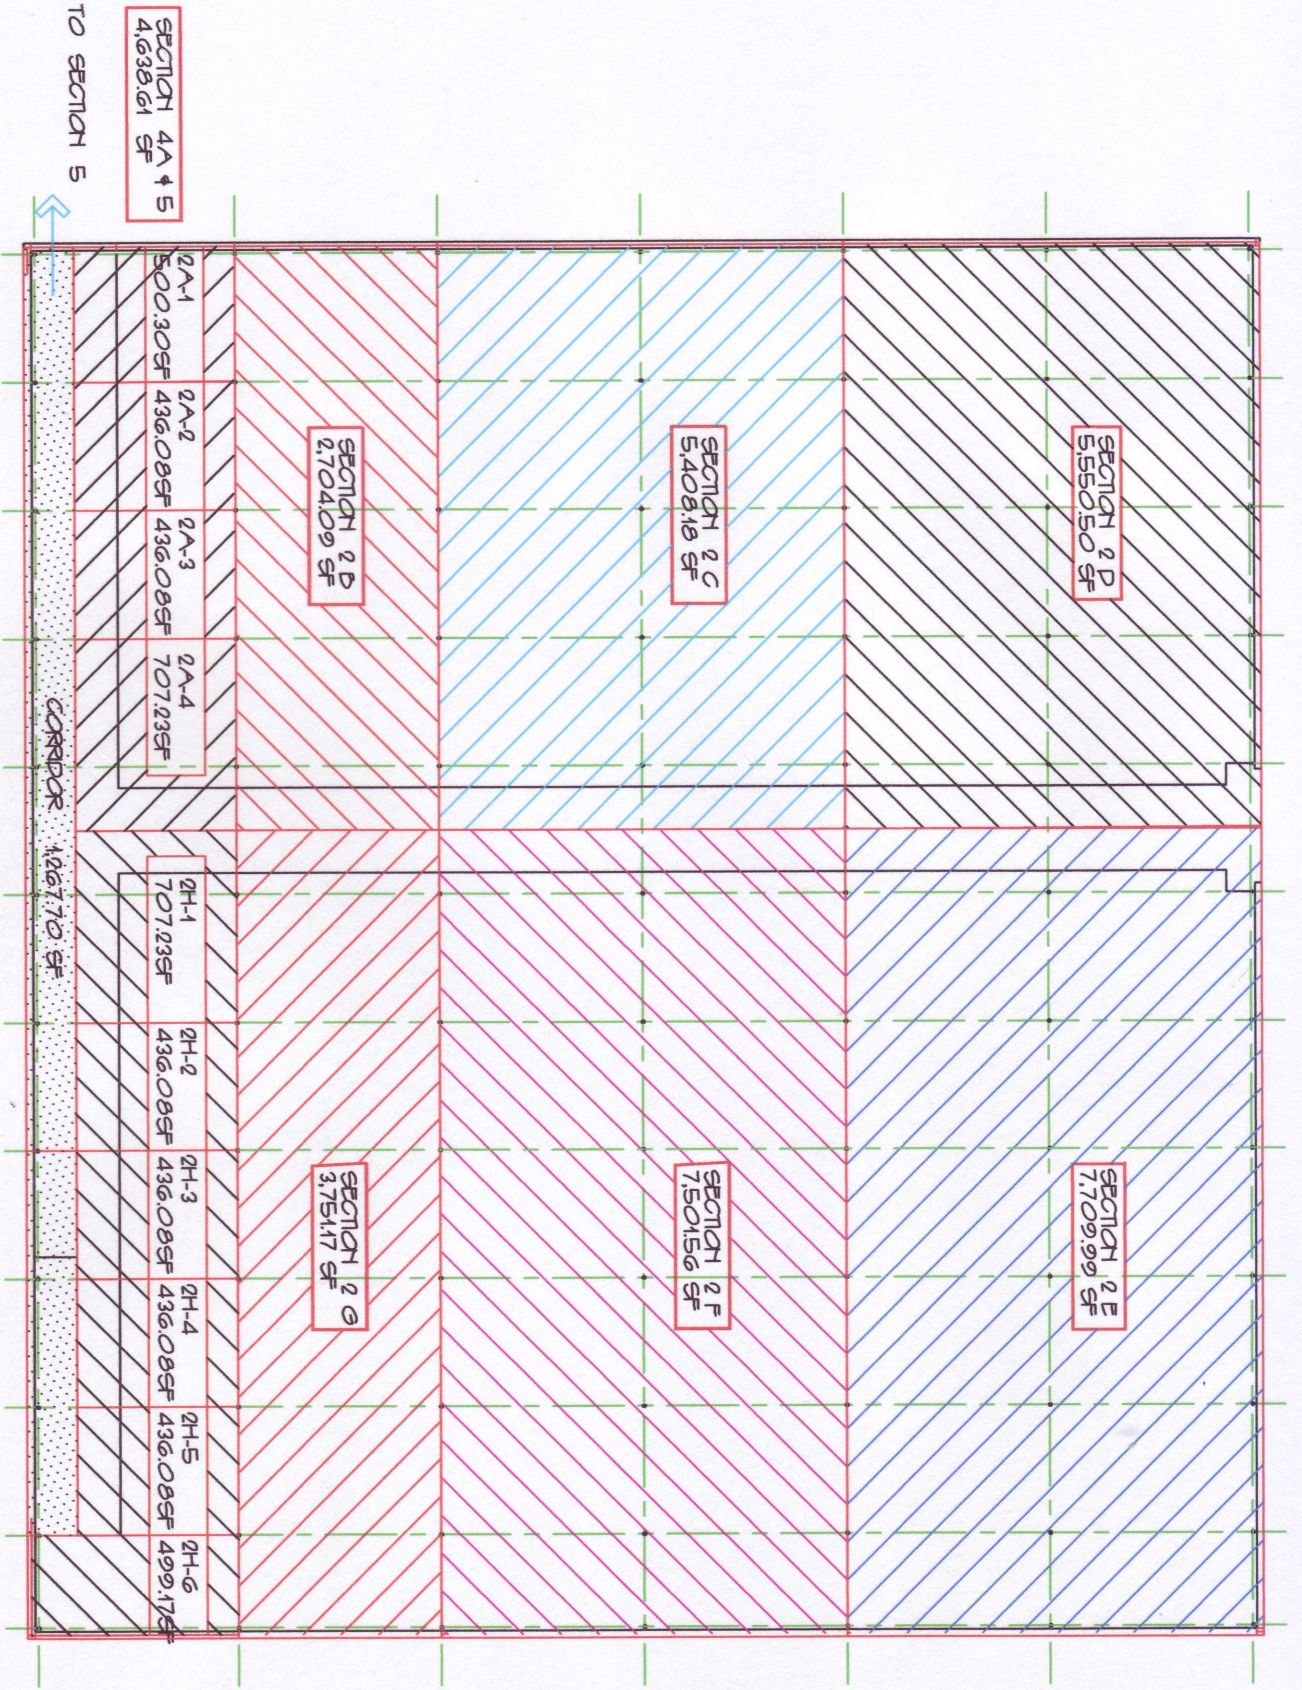 SECTION 4A & 5
4,638.61 SF
TO SECTION 5
2A-1
500.30SF
2A-2
436.08SF
2A-3
436.08SF
2A-4
707.23SF
SECTION 2 B
2,704.09 SF
SECTION 2 C
5,408.18 SF
SECTION 2 D
5,550.50 SF
CORRIDOR 1,267.70 SF
2H-1
707.23SF
2H-2
436.08SF
2H-3
436.08SF
2H-4
436.08SF
2H-5
436.08SF
2H-6
499.17SF
SECTION 2 G
3,751.17 SF
SECTION 2 F
7,501.56 SF
SECTION 2 E
7,709.99 SF